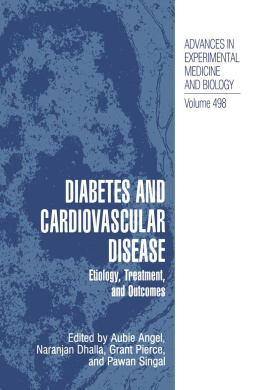 ADVANCES IN
EXPERIMENTAL
MEDICINE
AND BIOLOGY
Volume 498
DIABETES AND
CARDIOVASCULAR
DISEASE
Etiology, Treatment,
and Outcomes
Edited by Aubie Angel,
Naranjan Dhalla, Grant Pierce,
and Pawan Singal